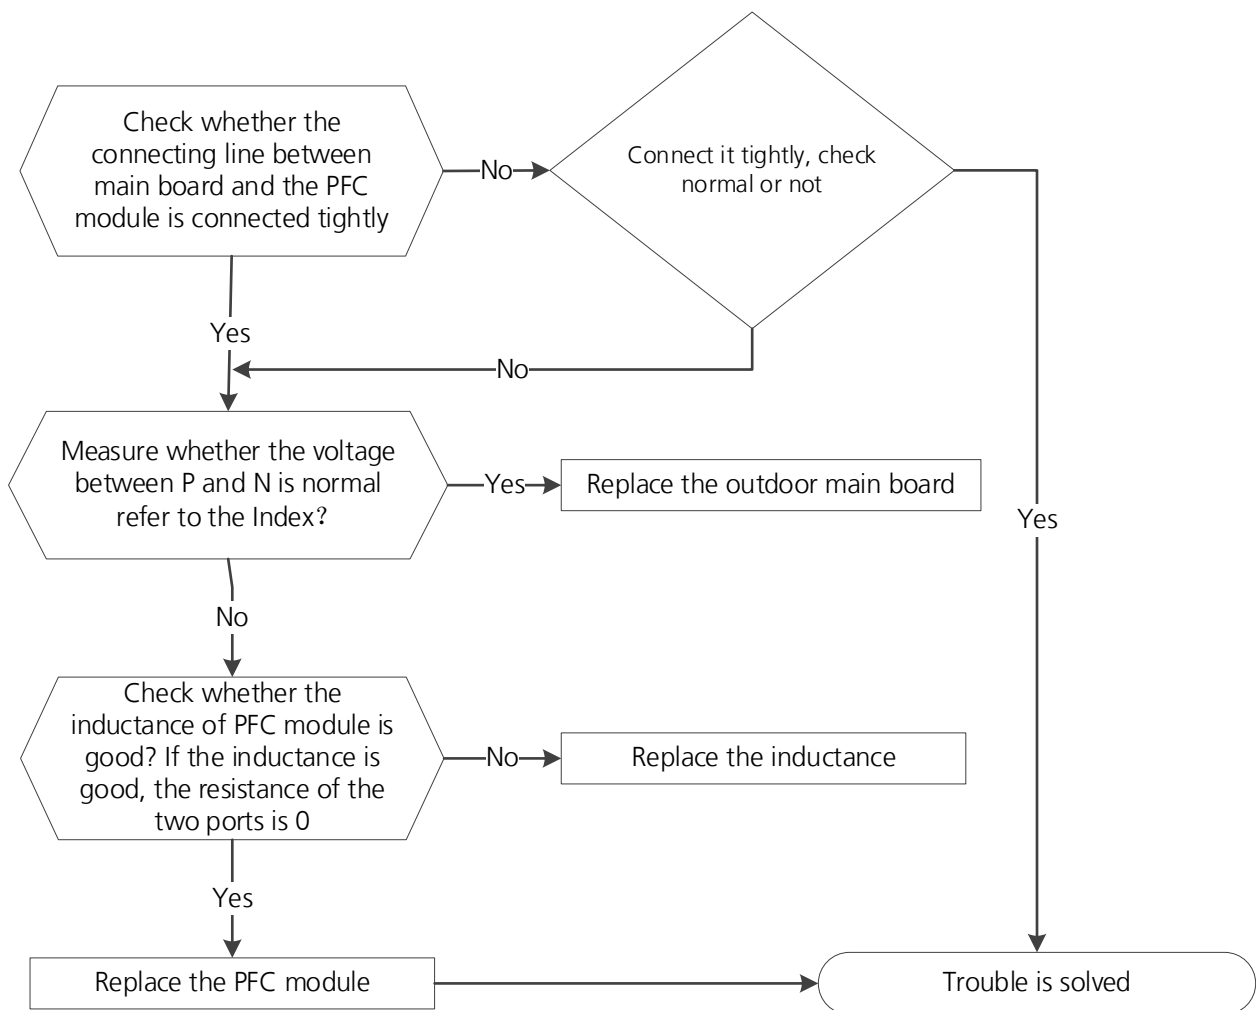 Check whether the
connecting line between
main board and the PFC
module is connected tightly
No
Connect it tightly, check
normal or not
Yes
No
Measure whether the voltage
between P and N is normal
refer to the Index?
Yes
Replace the outdoor main board
Yes
No
Check whether the
inductance of PFC module is
good? If the inductance is
good, the resistance of the
two ports is 0
No
Replace the inductance
Yes
Replace the PFC module
Trouble is solved